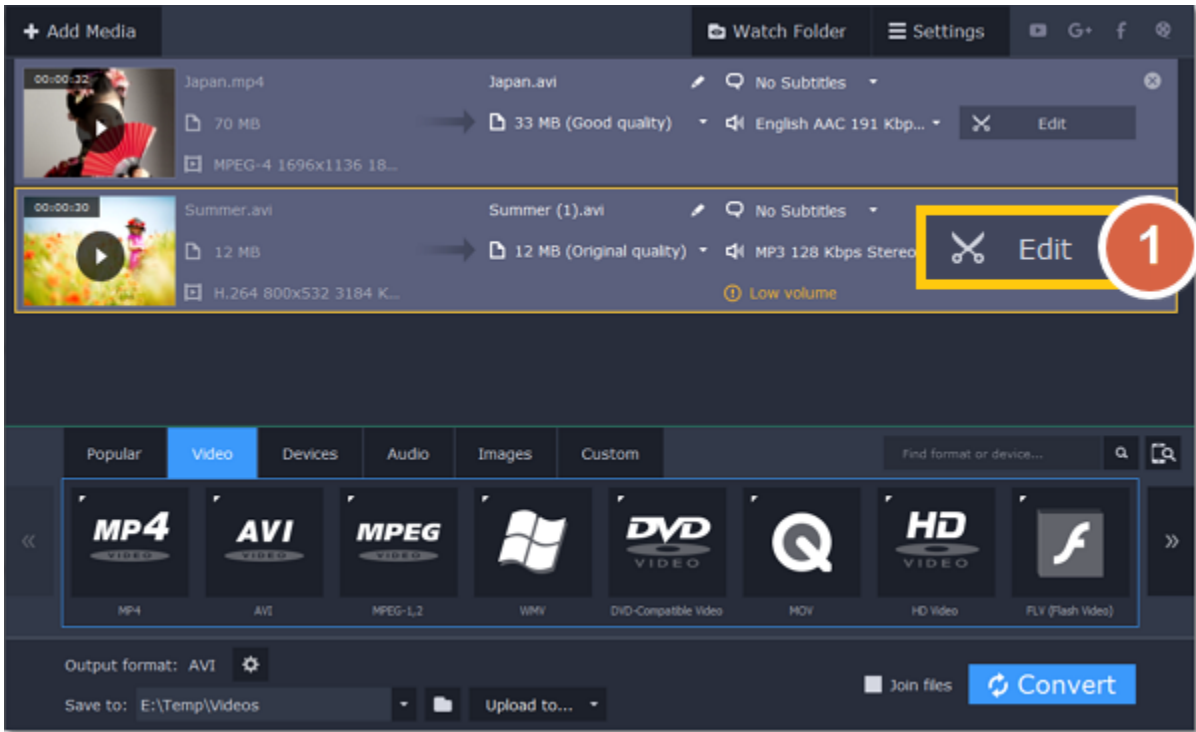 Add Media
Watch Folder
Settings
G+
f
00:00:32
Japan.mp4
Japan.avi
No Subtitles
70 MB
33 MB (Good quality)
English AAC 191 Kbp...
Edit
MPEG-4 1696x1136 18...
00:00:30
Summer.avi
Summer (1).avi
No Subtitles
12 MB
12 MB (Original quality)
MP3 128 Kbps Stereo
Edit
1
H.264 800x532 3184 K...
Low volume
Popular
Video
Devices
Audio
Images
Custom
Find format or device...
MP4
VIDEO
AVI
VIDEO
MPEG
VIDEO
DVD
VIDEO
HD
VIDEO
f
MP4
AVI
MPEG-1,2
WMV
DVD-Compatible Video
MOV
HD Video
FLV (Flash Video)
Output format: AVI
Join files
Convert
Save to: E:\Temp\Videos
Upload to...